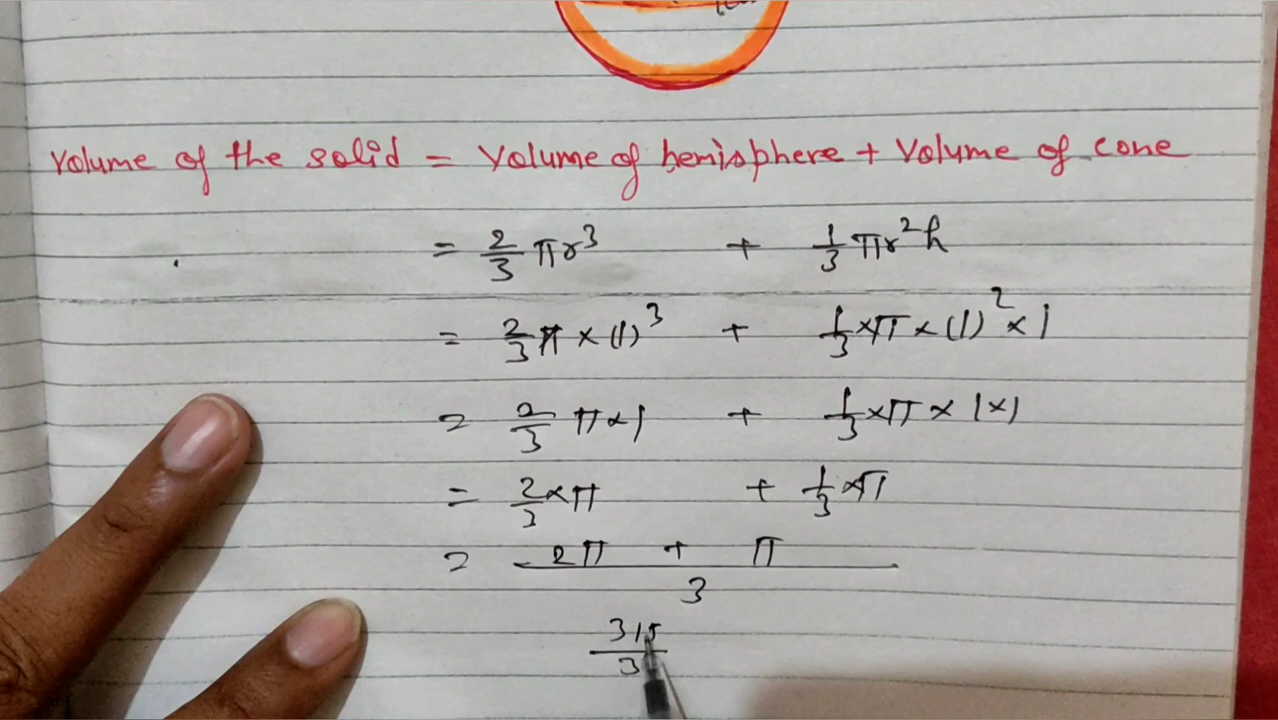 Volume of the solid = Volume of hemisphere + Volume of cone
= 2/3 πr³ + 1/3 πr²h
= 2/3 π × (1)³ + 1/3 × π × (1)² × 1
= 2/3 π × 1 + 1/3 × π × 1 × 1
= 2/3 × π + 1/3 × π
= 2π + π / 3
3π / 3